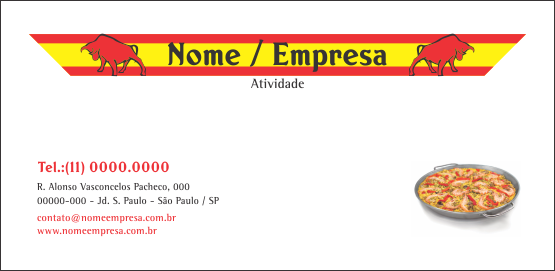 Nome / Empresa
Atividade
Tel.:(11) 0000.0000
R. Alonso Vasconcelos Pacheco, 000
00000-000 - Jd. S. Paulo - São Paulo / SP
contato@nomeempresa.com.br
www.nomeempresa.com.br